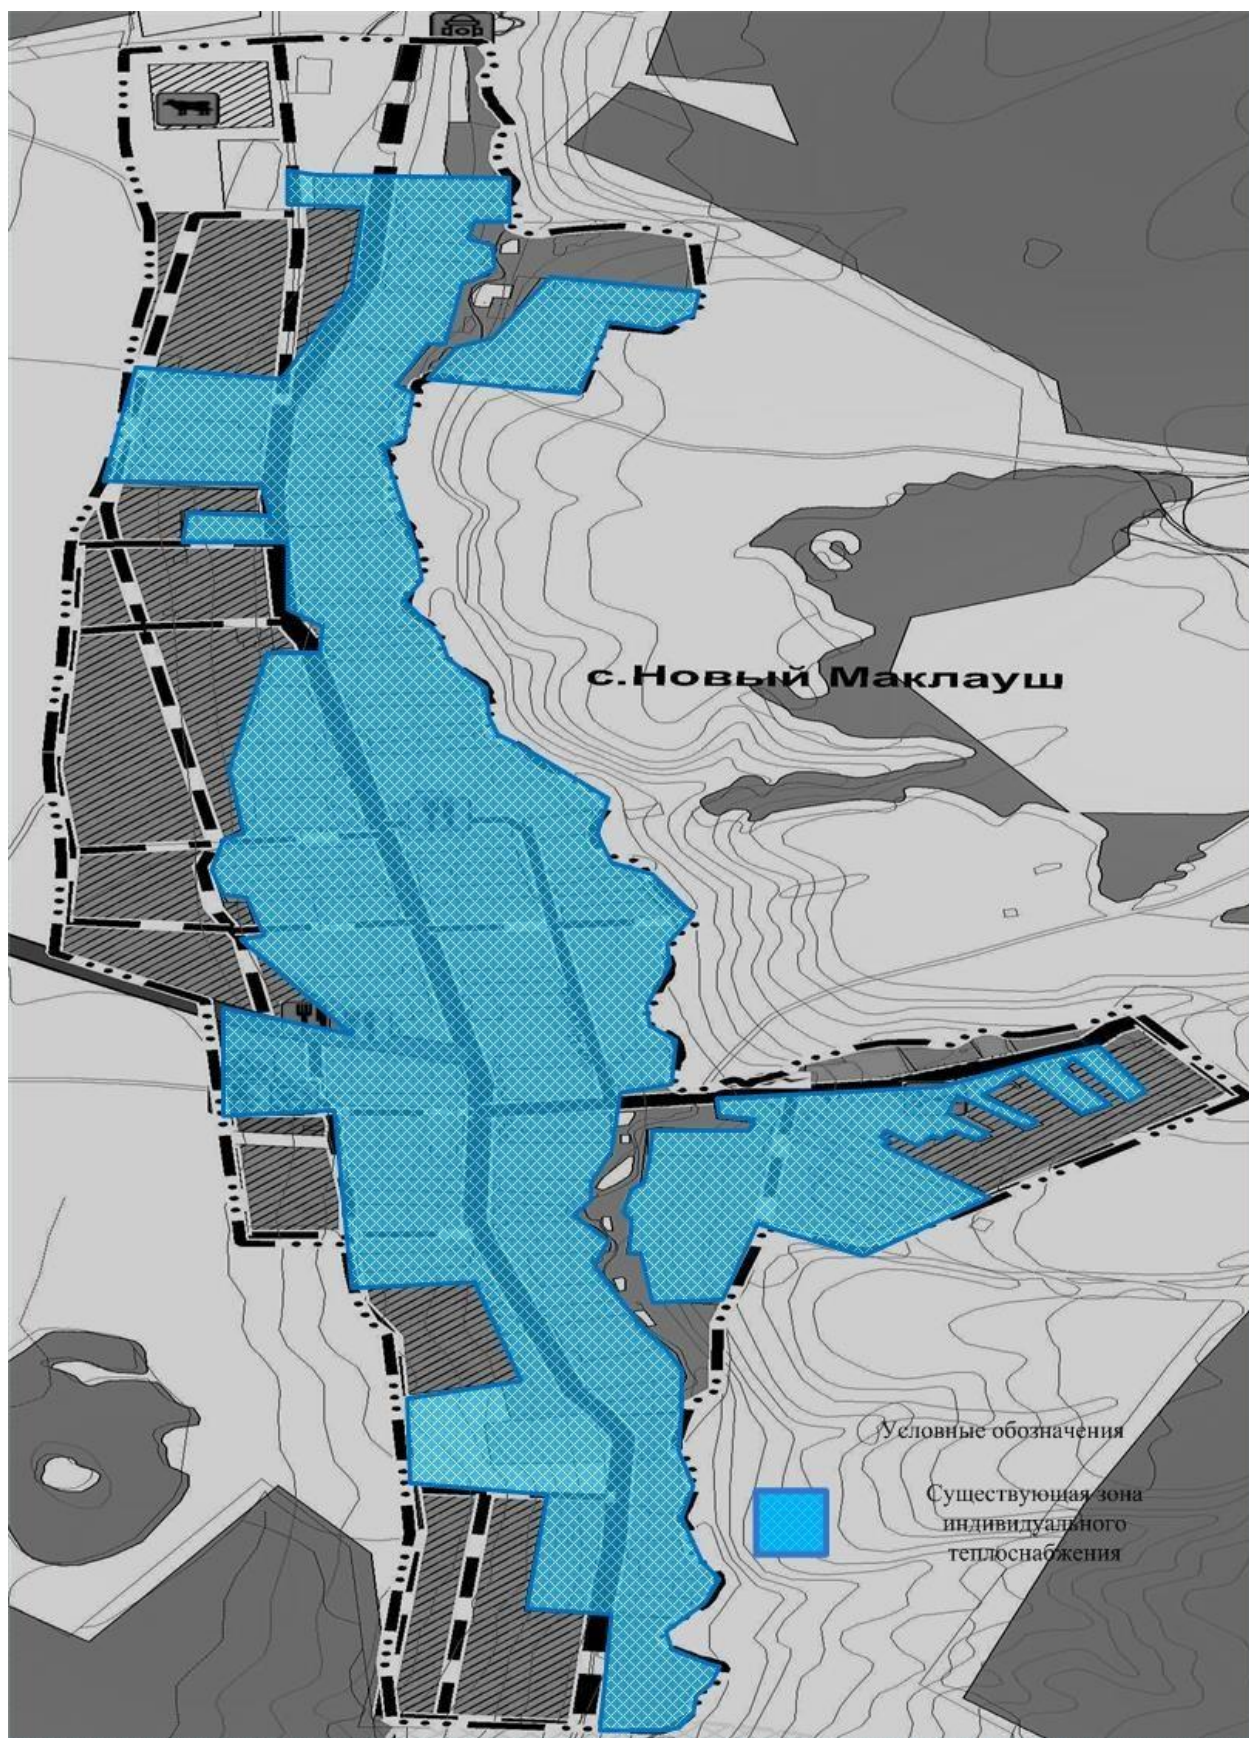 с.Новый Маклауш
Условные обозначения
Существующая зона
индивидуального
теплоснабжения